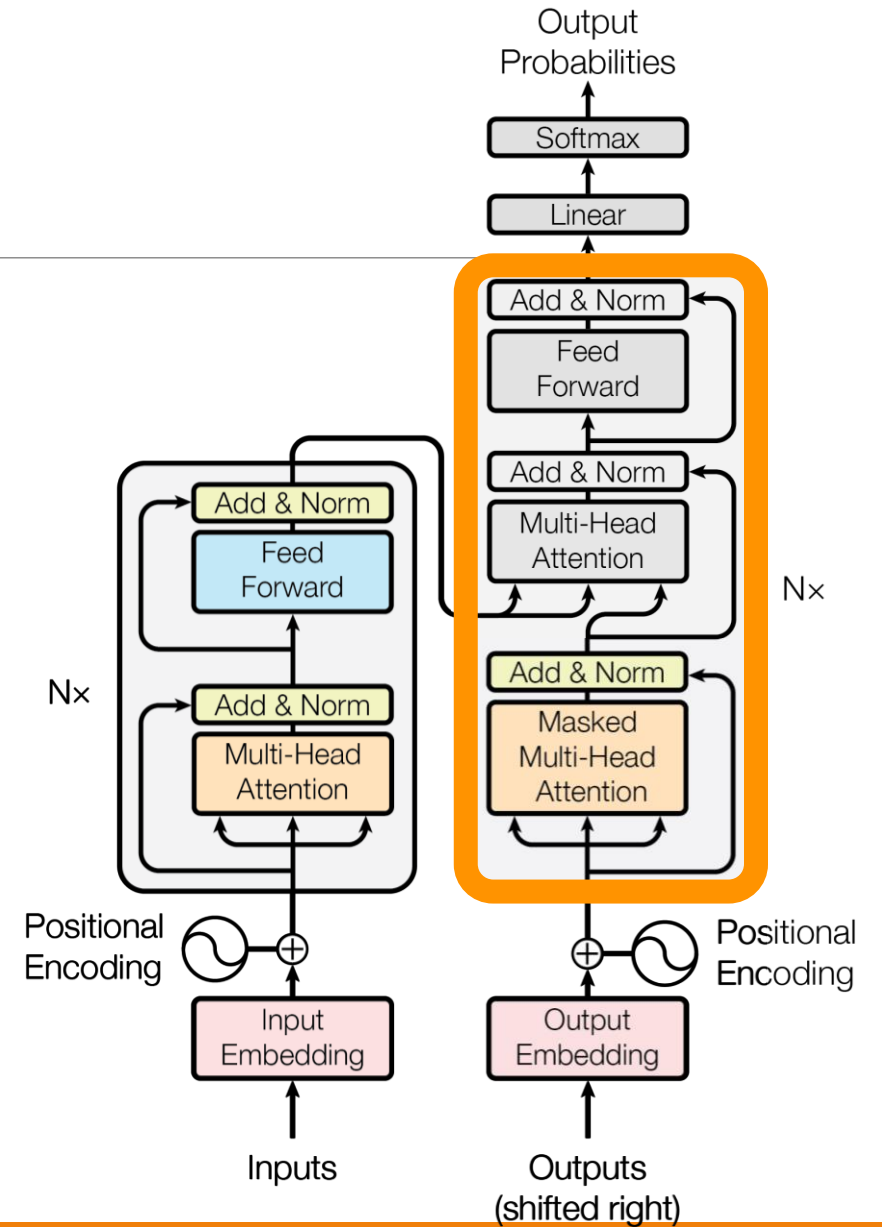 Output
Probabilities
Softmax
Linear
Add & Norm
Feed
Forward
Add & Norm
Multi-Head
Attention
N×
Add & Norm
Masked
Multi-Head
Attention
Add & Norm
Feed
Forward
N×
Add & Norm
Multi-Head
Attention
Positional
Encoding
Positional
Encoding
Input
Embedding
Output
Embedding
Inputs
Outputs
(shifted right)